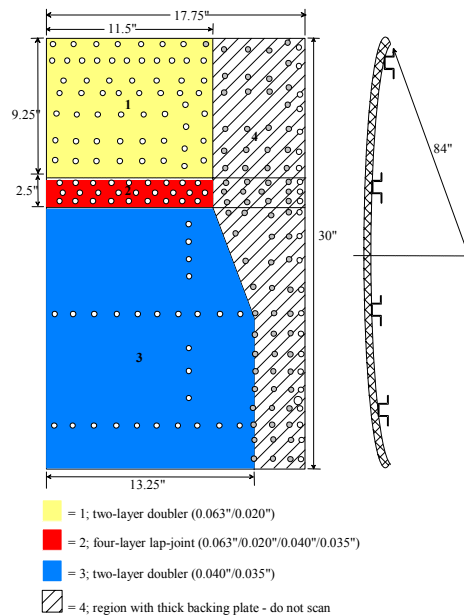 17.75"
11.5"
1
9.25"
4
84"
2
2.5"
30"
3
13.25"
= 1; two-layer doubler (0.063"/0.020")
= 2; four-layer lap-joint (0.063"/0.020"/0.040"/0.035")
= 3; two-layer doubler (0.040"/0.035")
= 4; region with thick backing plate - do not scan